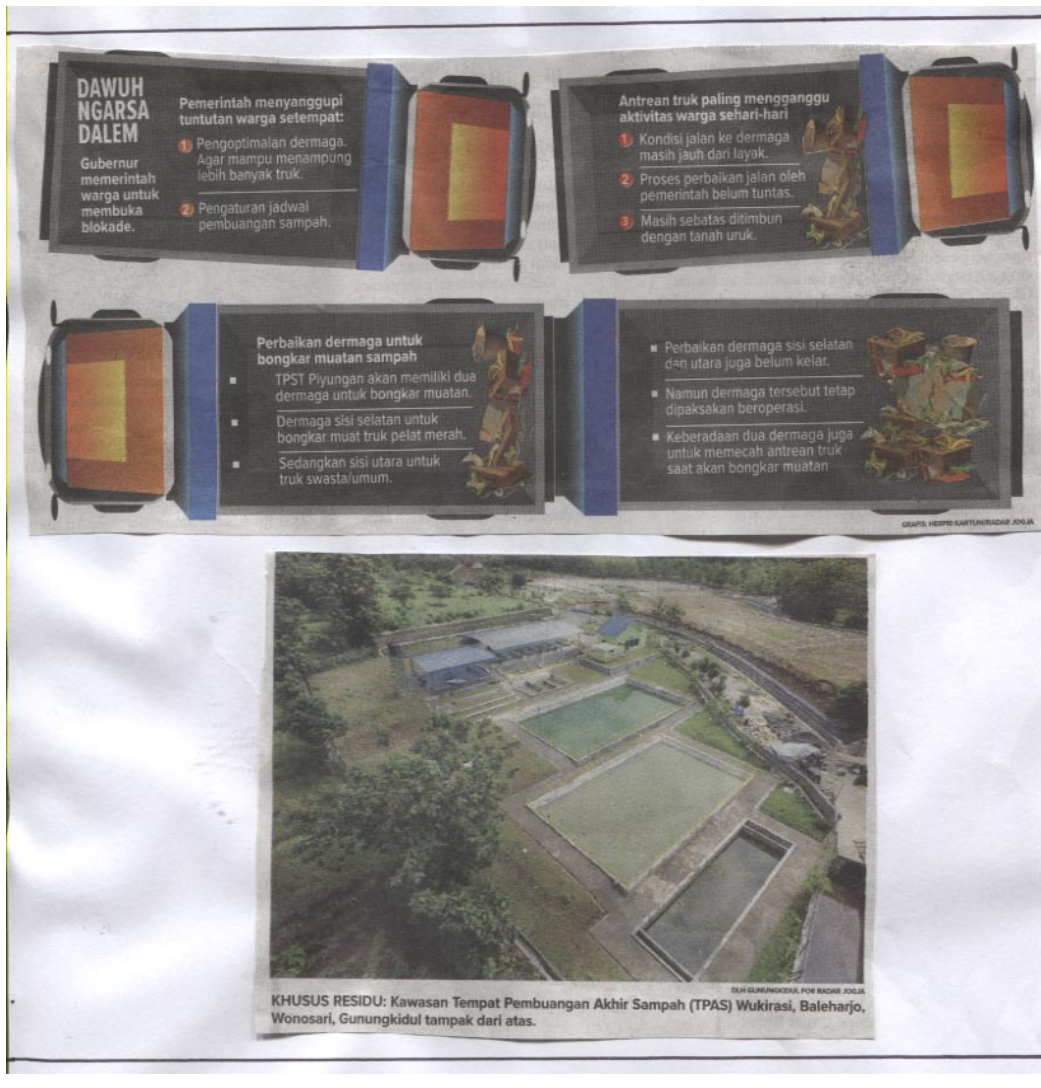 DAWUH
NGARSA
DALEM
Gubernur
memerintah
warga untuk
membuka
blokade.
Pemerintah menyanggupi
tuntutan warga setempat:
1 Pengoptimalan dermaga.
Agar mampu menampung
lebih banyak truk.
2 Pengaturan jadwal
pembuangan sampah.
Antrean truk paling mengganggu
aktivitas warga sehari-hari
1 Kondisi jalan ke dermaga
masih jauh dari layak.
2 Proses perbaikan jalan oleh
pemerintah belum tuntas.
3 Masih sebatas ditimbun
dengan tanah uruk.
Perbaikan dermaga untuk
bongkar muatan sampah
▪ TPST Piyungan akan memiliki dua
dermaga untuk bongkar muatan.
▪ Dermaga sisi selatan untuk
bongkar muat truk pelat merah.
▪ Sedangkan sisi utara untuk
truk swasta/umum.
▪ Perbaikan dermaga sisi selatan
dan utara juga belum kelar.
▪ Namun dermaga tersebut tetap
dipaksakan beroperasi.
▪ Keberadaan dua dermaga juga
untuk memecah antrean truk
saat akan bongkar muatan
GRAFIS: HERPRI KARTUN/RADAR JOGJA
DLH GUNUNGKIDUL FOR RADAR JOGJA
KHUSUS RESIDU: Kawasan Tempat Pembuangan Akhir Sampah (TPAS) Wukirasi, Baleharjo,
Wonosari, Gunungkidul tampak dari atas.